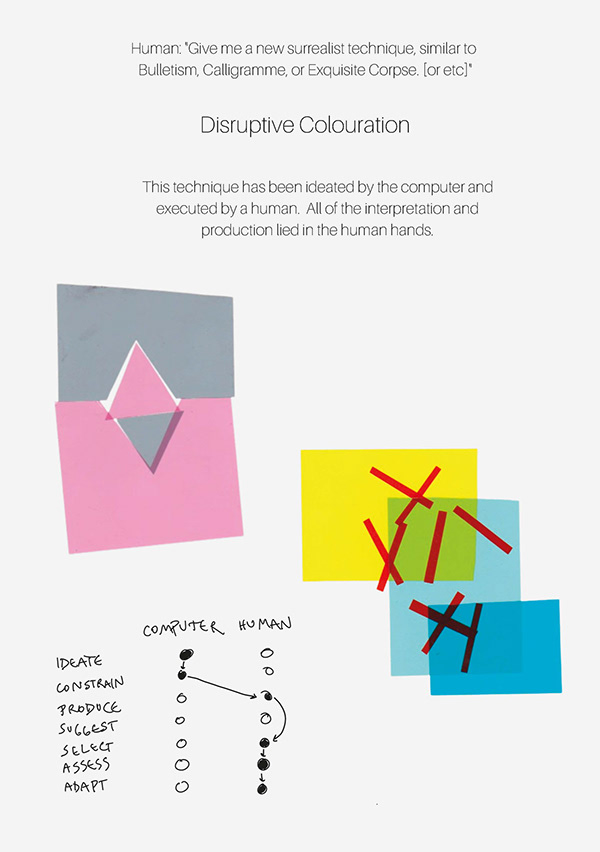 Human: "Give me a new surrealist technique, similar to
Bulletism, Calligramme, or Exquisite Corpse. [or etc]"
Disruptive Colouration
This technique has been ideated by the computer and
executed by a human. All of the interpretation and
production lied in the human hands.
COMPUTER HUMAN
IDEATE
CONSTRAIN
PRODUCE
SUGGEST
SELECT
ASSESS
ADAPT